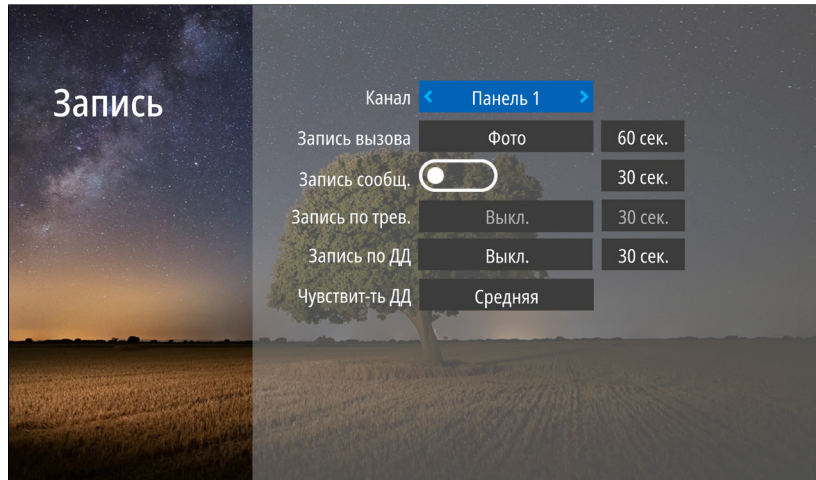 Запись
Канал < Панель 1 >
Запись вызова Фото 60 сек.
Запись сообщ. 30 сек.
Запись по трев. Выкл. 30 сек.
Запись по ДД Выкл. 30 сек.
Чувствит-ть ДД Средняя